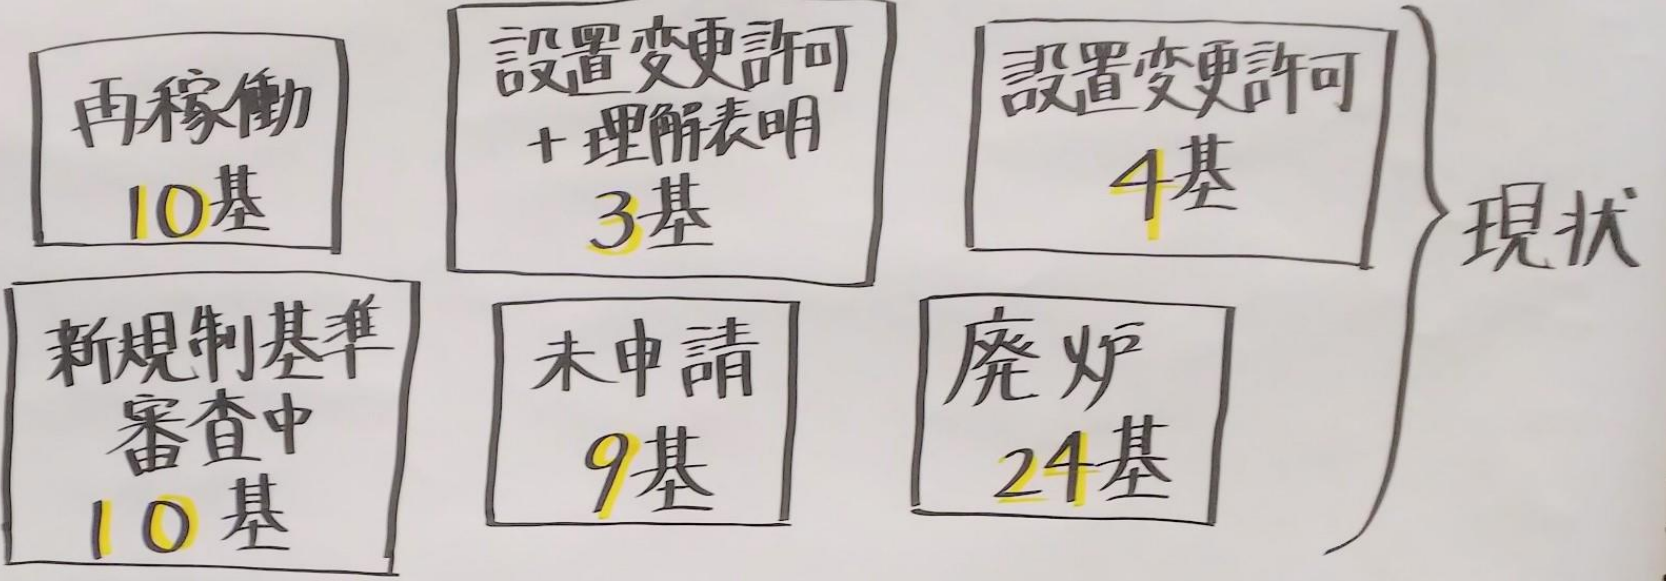 再稼働
10基
設置変更許可
+理解表明
3基
設置変更許可
4基
新規制基準
審査中
10基
未申請
9基
廃炉
24基
現状